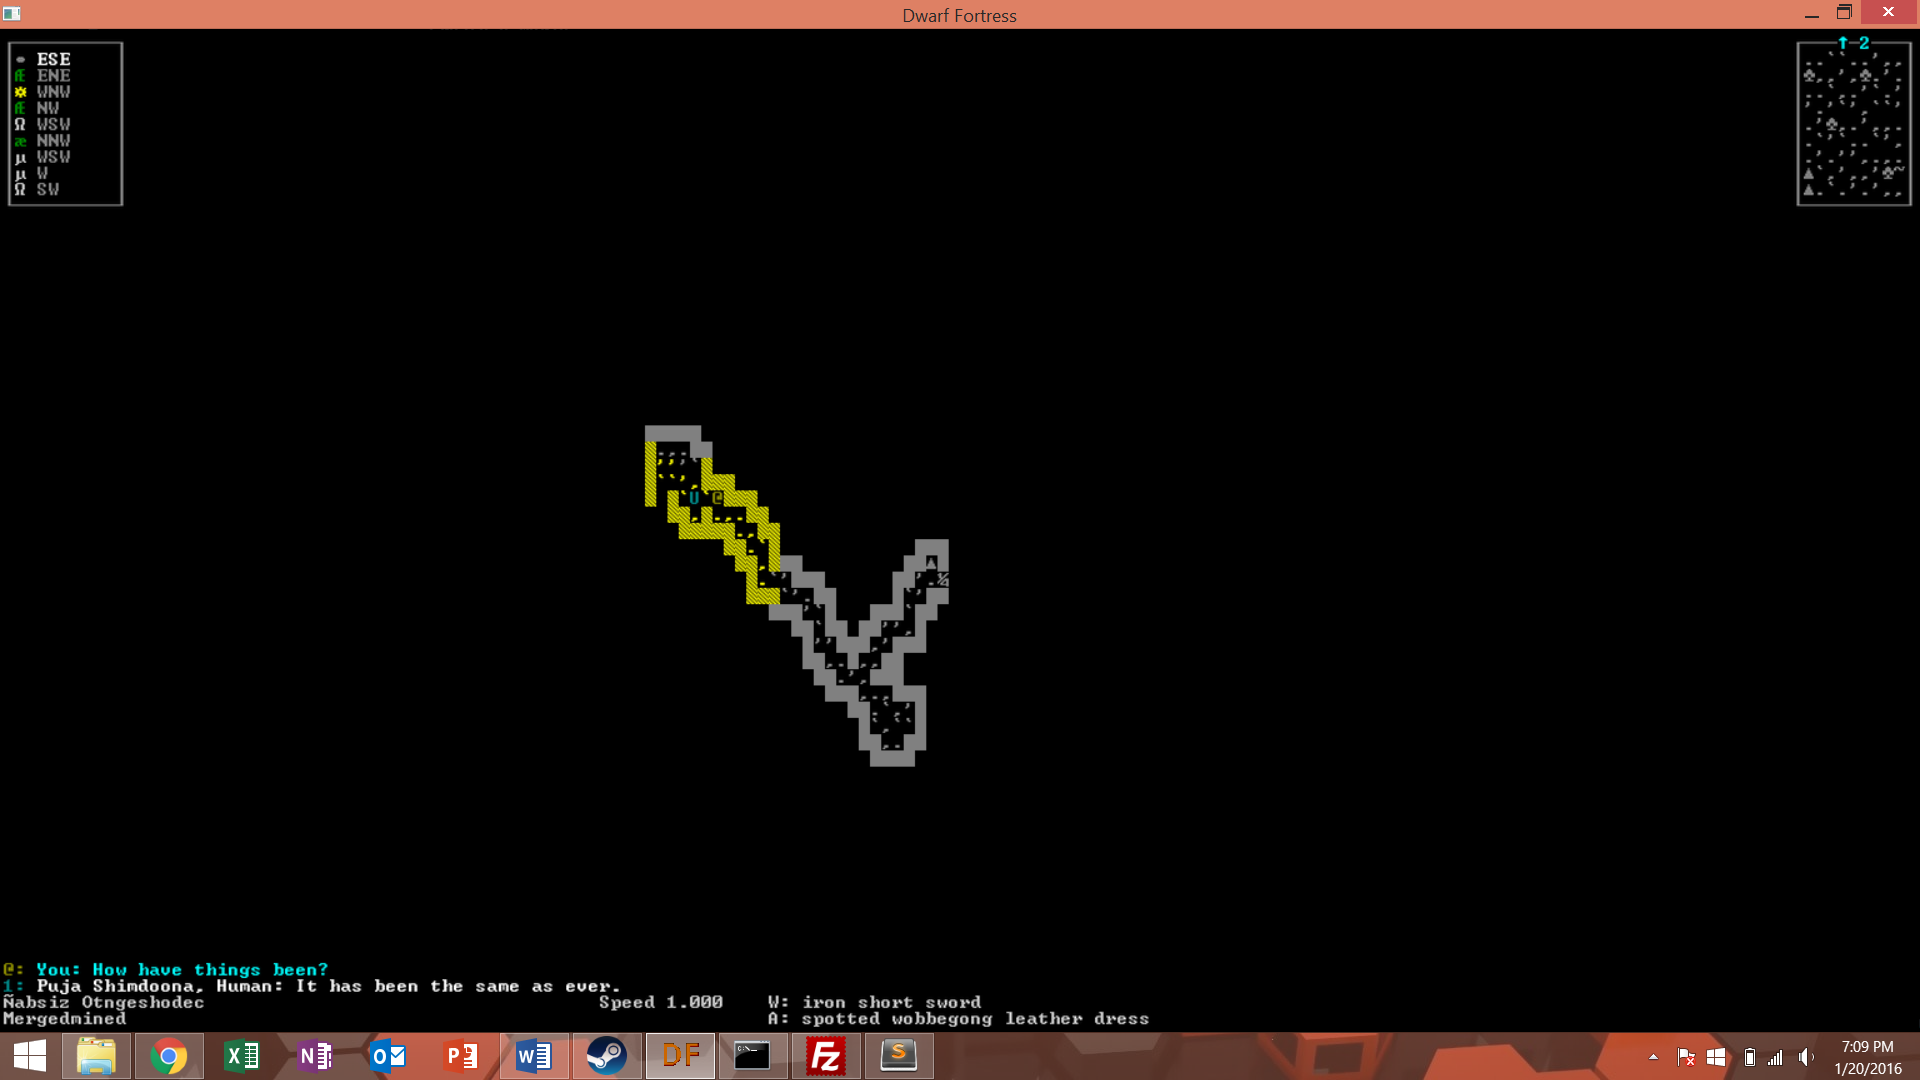 Dwarf Fortress
ESE
Æ ENE
☼ WNW
Æ NW
Ω WSW
æ NNW
µ WSW
µ W
Ω SW
↑ 2
U @
@: You: How have things been?
1: Puja Shimdoona, Human: It has been the same as ever.
Ñabsiz Otngeshodec Speed 1.000 W: iron short sword
Mergedmined A: spotted wobbegong leather dress
X N O P W DF Fz S
7:09 PM
1/20/2016